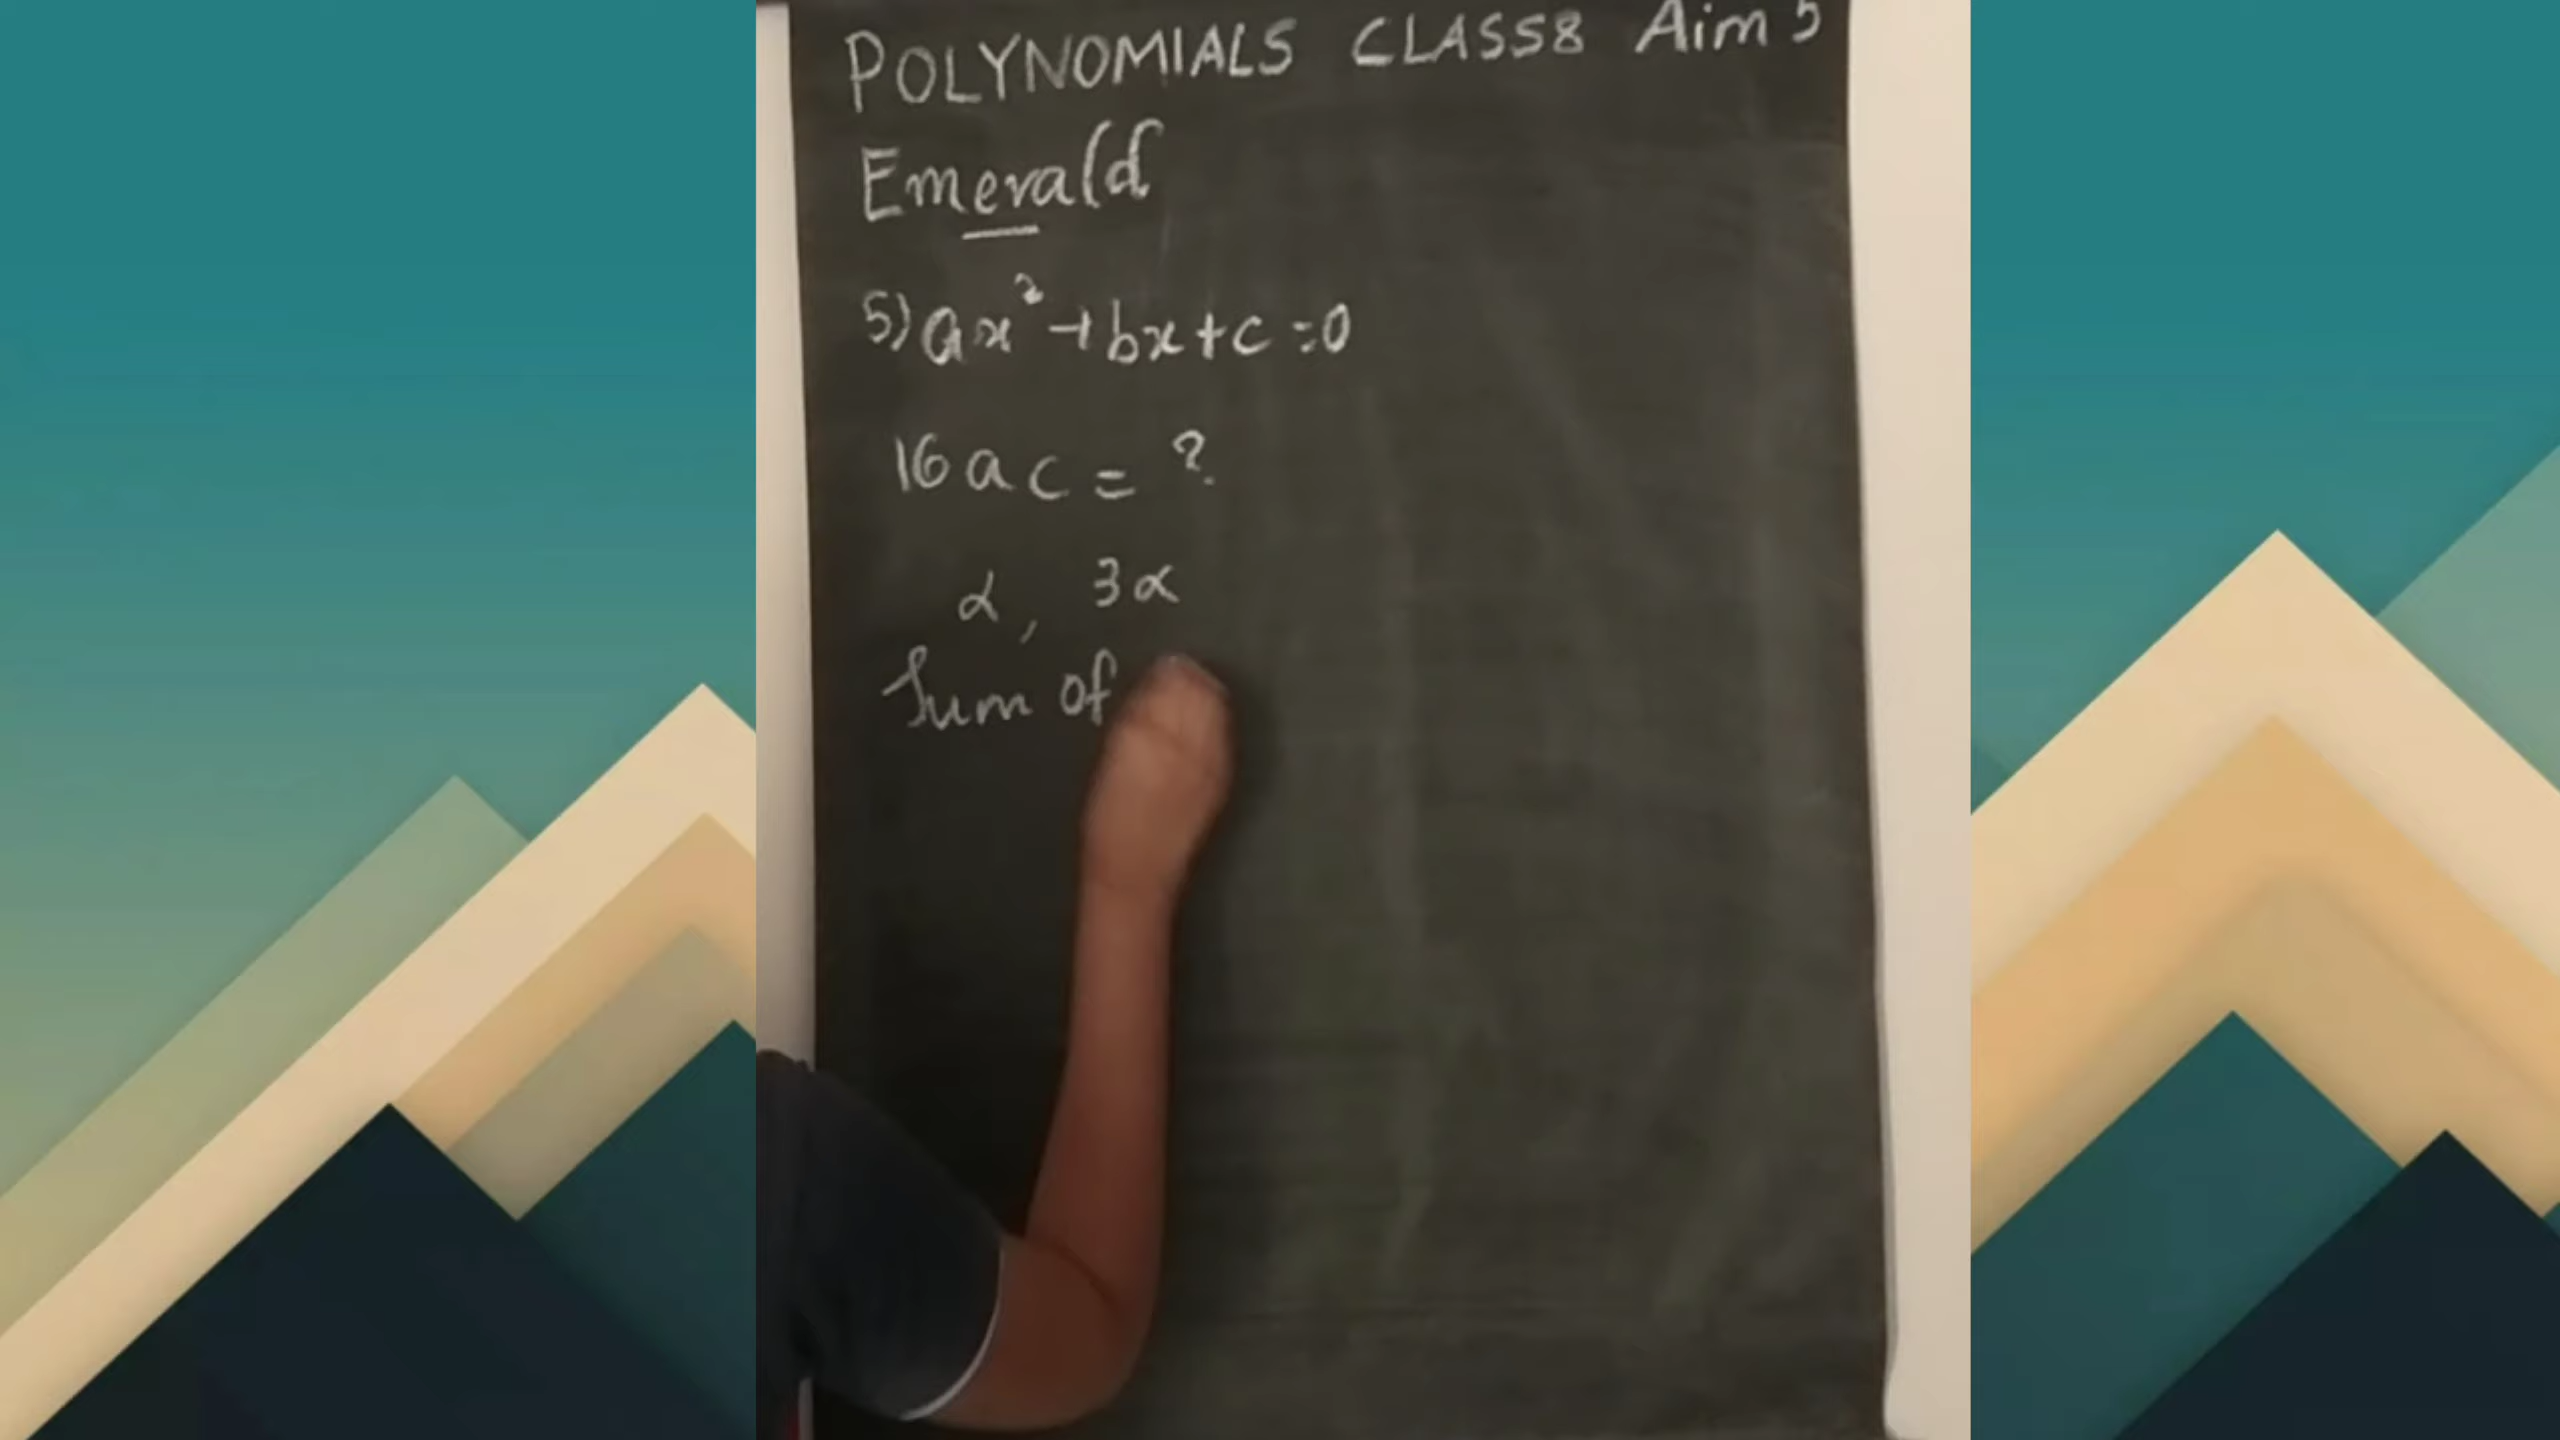 POLYNOMIALS CLASS8 Aim 5
Emerald
5) ax² + bx + c = 0
16ac = ?
α, 3α
Sum of